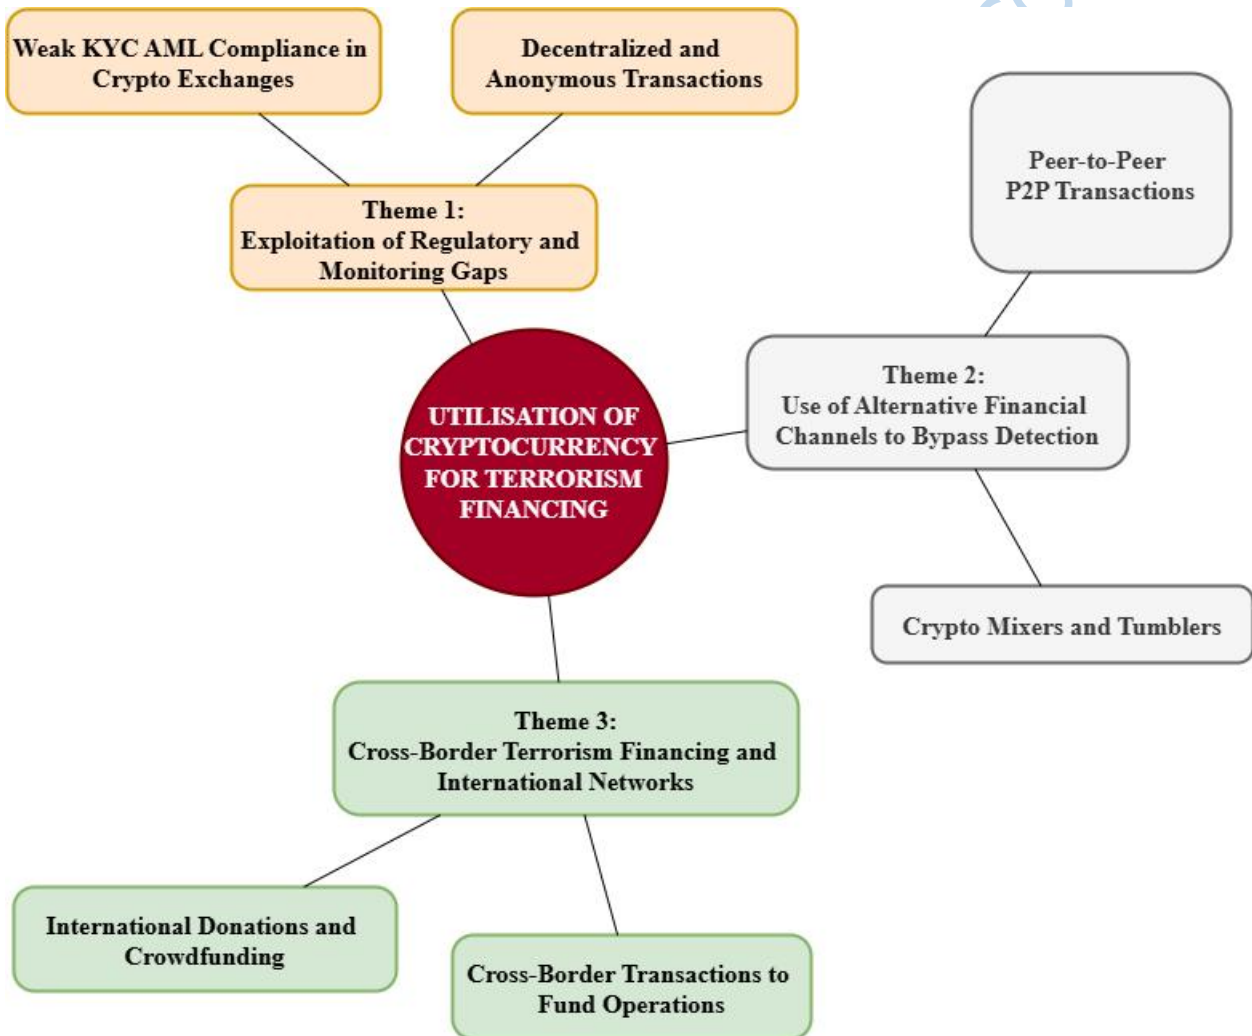 Weak KYC AML Compliance in
Crypto Exchanges
Decentralized and
Anonymous Transactions
Peer-to-Peer
P2P Transactions
Theme 1:
Exploitation of Regulatory and
Monitoring Gaps
Theme 2:
Use of Alternative Financial
Channels to Bypass Detection
UTILISATION OF
CRYPTOCURRENCY
FOR TERRORISM
FINANCING
Crypto Mixers and Tumblers
Theme 3:
Cross-Border Terrorism Financing and
International Networks
International Donations and
Crowdfunding
Cross-Border Transactions to
Fund Operations